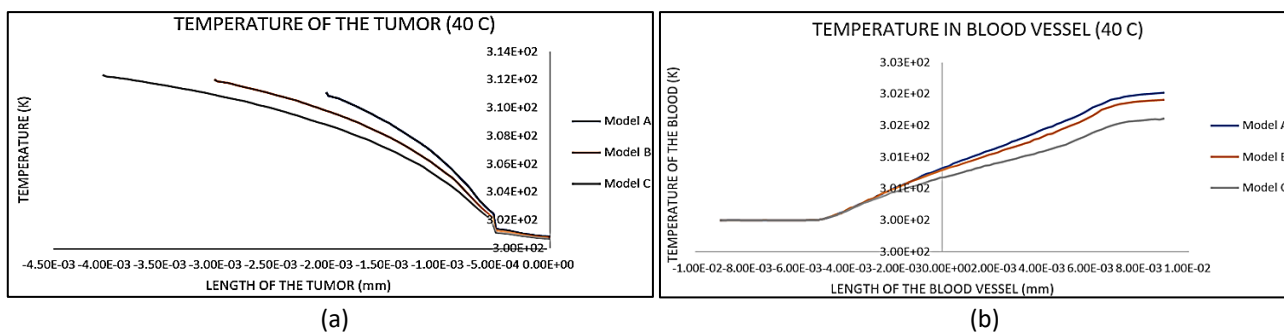 TEMPERATURE OF THE TUMOR (40 C)
TEMPERATURE (K)
3.14E+02
3.12E+02
3.10E+02
3.08E+02
3.06E+02
3.04E+02
3.02E+02
3.00E+02
Model A
Model B
Model C
-4.50E-03 -4.00E-03 -3.50E-03 -3.00E-03 -2.50E-03 -2.00E-03 -1.50E-03 -1.00E-03 -5.00E-04 0.00E+00
LENGTH OF THE TUMOR (mm)
(a)
TEMPERATURE IN BLOOD VESSEL (40 C)
TEMPERATURE OF THE BLOOD (K)
3.03E+02
3.02E+02
3.02E+02
3.01E+02
3.01E+02
3.00E+02
3.00E+02
Model A
Model B
Model C
-1.00E-02 -8.00E-03 -6.00E-03 -4.00E-03 -2.00E-03 0.00E+00 2.00E-03 4.00E-03 6.00E-03 8.00E-03 1.00E-02
LENGTH OF THE BLOOD VESSEL (mm)
(b)